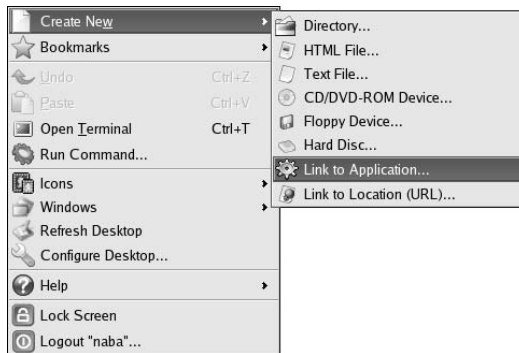 Create New
Bookmarks
Undo Ctrl+Z
Paste Ctrl+V
Open Terminal Ctrl+T
Run Command...
Icons
Windows
Refresh Desktop
Configure Desktop...
Help
Lock Screen
Logout "naba"...
Directory...
HTML File...
Text File...
CD/DVD-ROM Device...
Floppy Device...
Hard Disc...
Link to Application...
Link to Location (URL)...